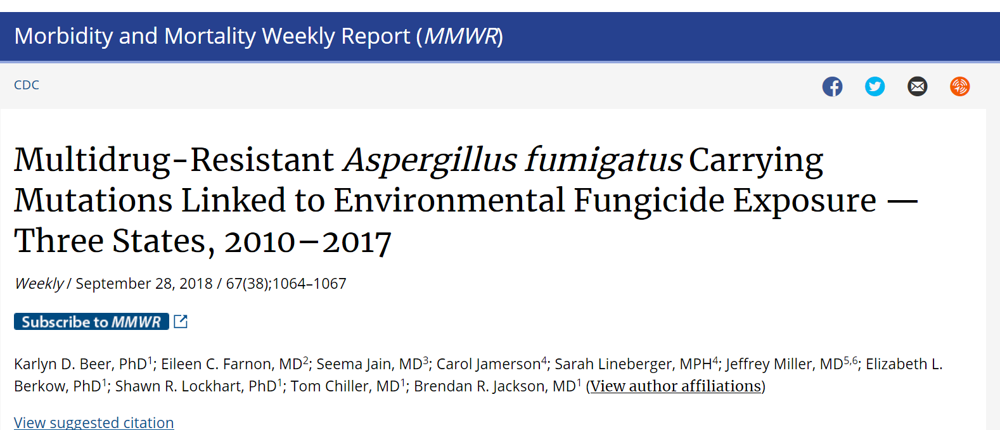 Morbidity and Mortality Weekly Report (MMWR)
CDC
Multidrug-Resistant Aspergillus fumigatus Carrying
Mutations Linked to Environmental Fungicide Exposure —
Three States, 2010–2017
Weekly / September 28, 2018 / 67(38);1064–1067
Subscribe to MMWR
Karlyn D. Beer, PhD¹; Eileen C. Farnon, MD²; Seema Jain, MD³; Carol Jamerson⁴; Sarah Lineberger, MPH⁴; Jeffrey Miller, MD⁵,⁶; Elizabeth L.
Berkow, PhD¹; Shawn R. Lockhart, PhD¹; Tom Chiller, MD¹; Brendan R. Jackson, MD¹ (View author affiliations)
View suggested citation